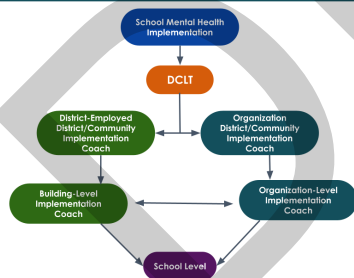 School Mental Health
Implementation
DCLT
District-Employed
District/Community
Implementation
Coach
Organization
District/Community
Implementation
Coach
Building-Level
Implementation
Coach
Organization-Level
Implementation
Coach
School Level